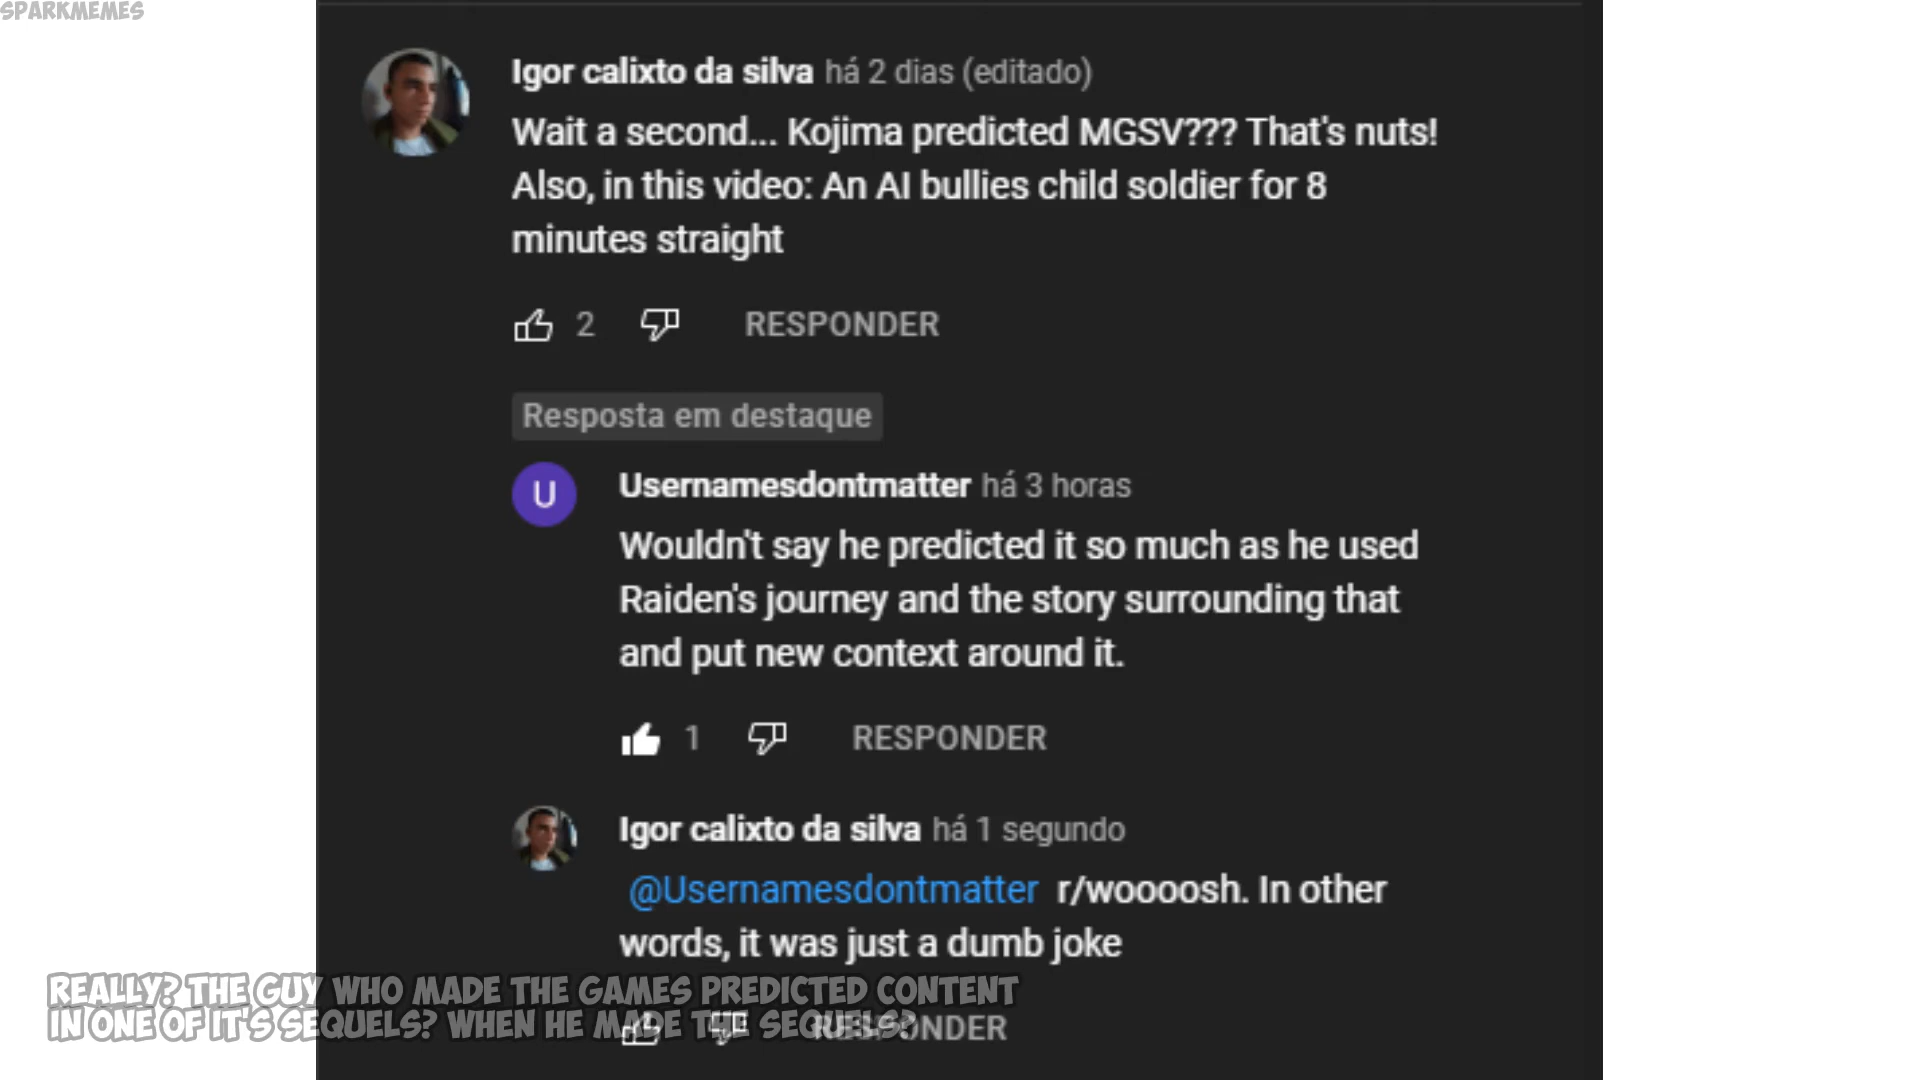 SPARKMEMES
Igor calixto da silva há 2 dias (editado)
Wait a second... Kojima predicted MGSV??? That's nuts!
Also, in this video: An AI bullies child soldier for 8
minutes straight
2 RESPONDER
Resposta em destaque
U Usernamesdontmatter há 3 horas
Wouldn't say he predicted it so much as he used
Raiden's journey and the story surrounding that
and put new context around it.
1 RESPONDER
Igor calixto da silva há 1 segundo
@Usernamesdontmatter r/woooosh. In other
words, it was just a dumb joke
REALLY? THE GUY WHO MADE THE GAMES PREDICTED CONTENT
IN ONE OF IT'S SEQUELS? WHEN HE MADE THE SEQUELS?
RESPONDER